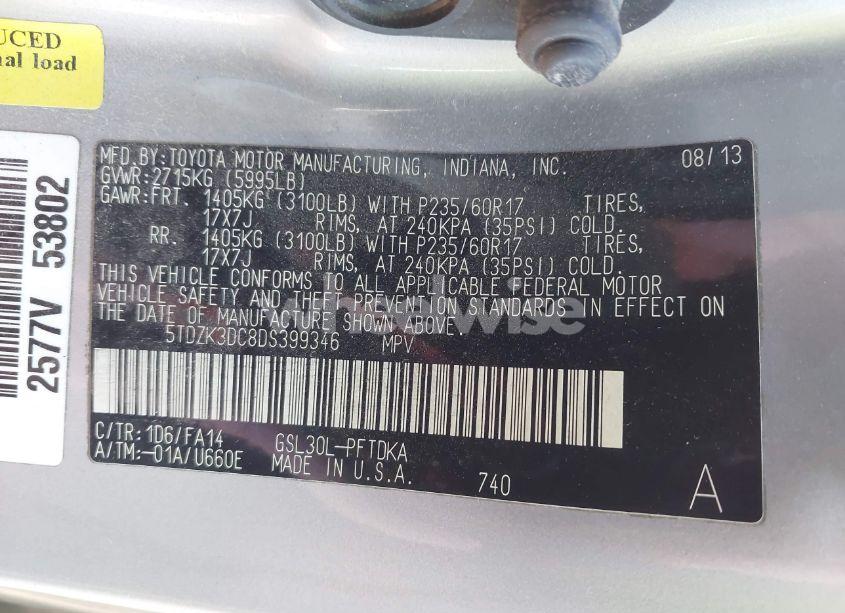 UCED
nal load
2577V 53802
MFD.BY:TOYOTA MOTOR MANUFACTURING, INDIANA, INC. 08/13
GVWR:2715KG (5995LB)
GAWR:FRT. 1405KG (3100LB) WITH P235/60R17 TIRES,
17X7J RIMS, AT 240KPA (35PSI) COLD.
RR. 1405KG (3100LB) WITH P235/60R17 TIRES,
17X7J RIMS, AT 240KPA (35PSI) COLD.
THIS VEHICLE CONFORMS TO ALL APPLICABLE FEDERAL MOTOR
VEHICLE SAFETY AND THEFT PREVENTION STANDARDS IN EFFECT ON
THE DATE OF MANUFACTURE SHOWN ABOVE.
5TDZK3DC8DS399346 MPV
C/TR:1D6/FA14 GSL30L-PFTDKA
A/TM:-01A/U660E MADE IN U.S.A.
740 A